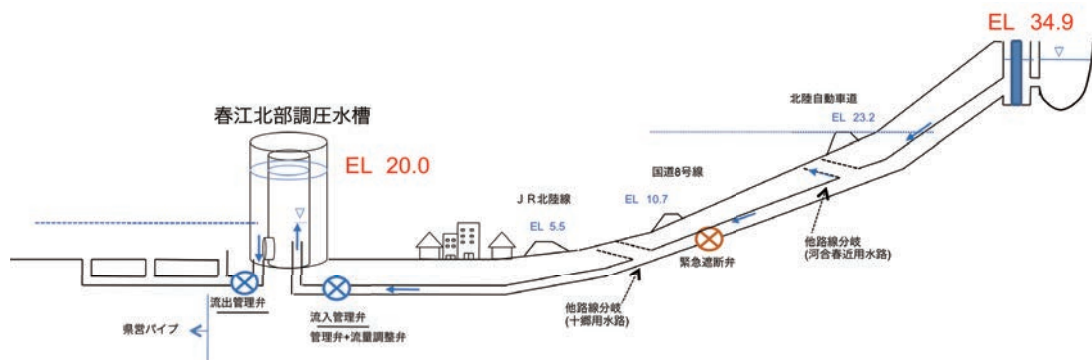 EL 34.9
北陸自動車道
EL 23.2
春江北部調圧水槽
EL 20.0
国道8号線
EL 10.7
JR北陸線
EL 5.5
緊急遮断弁
他路線分岐
(河合春近用水路)
他路線分岐
(十郷用水路)
流出管理弁
流入管理弁
管理弁+流量調整弁
県営パイプ